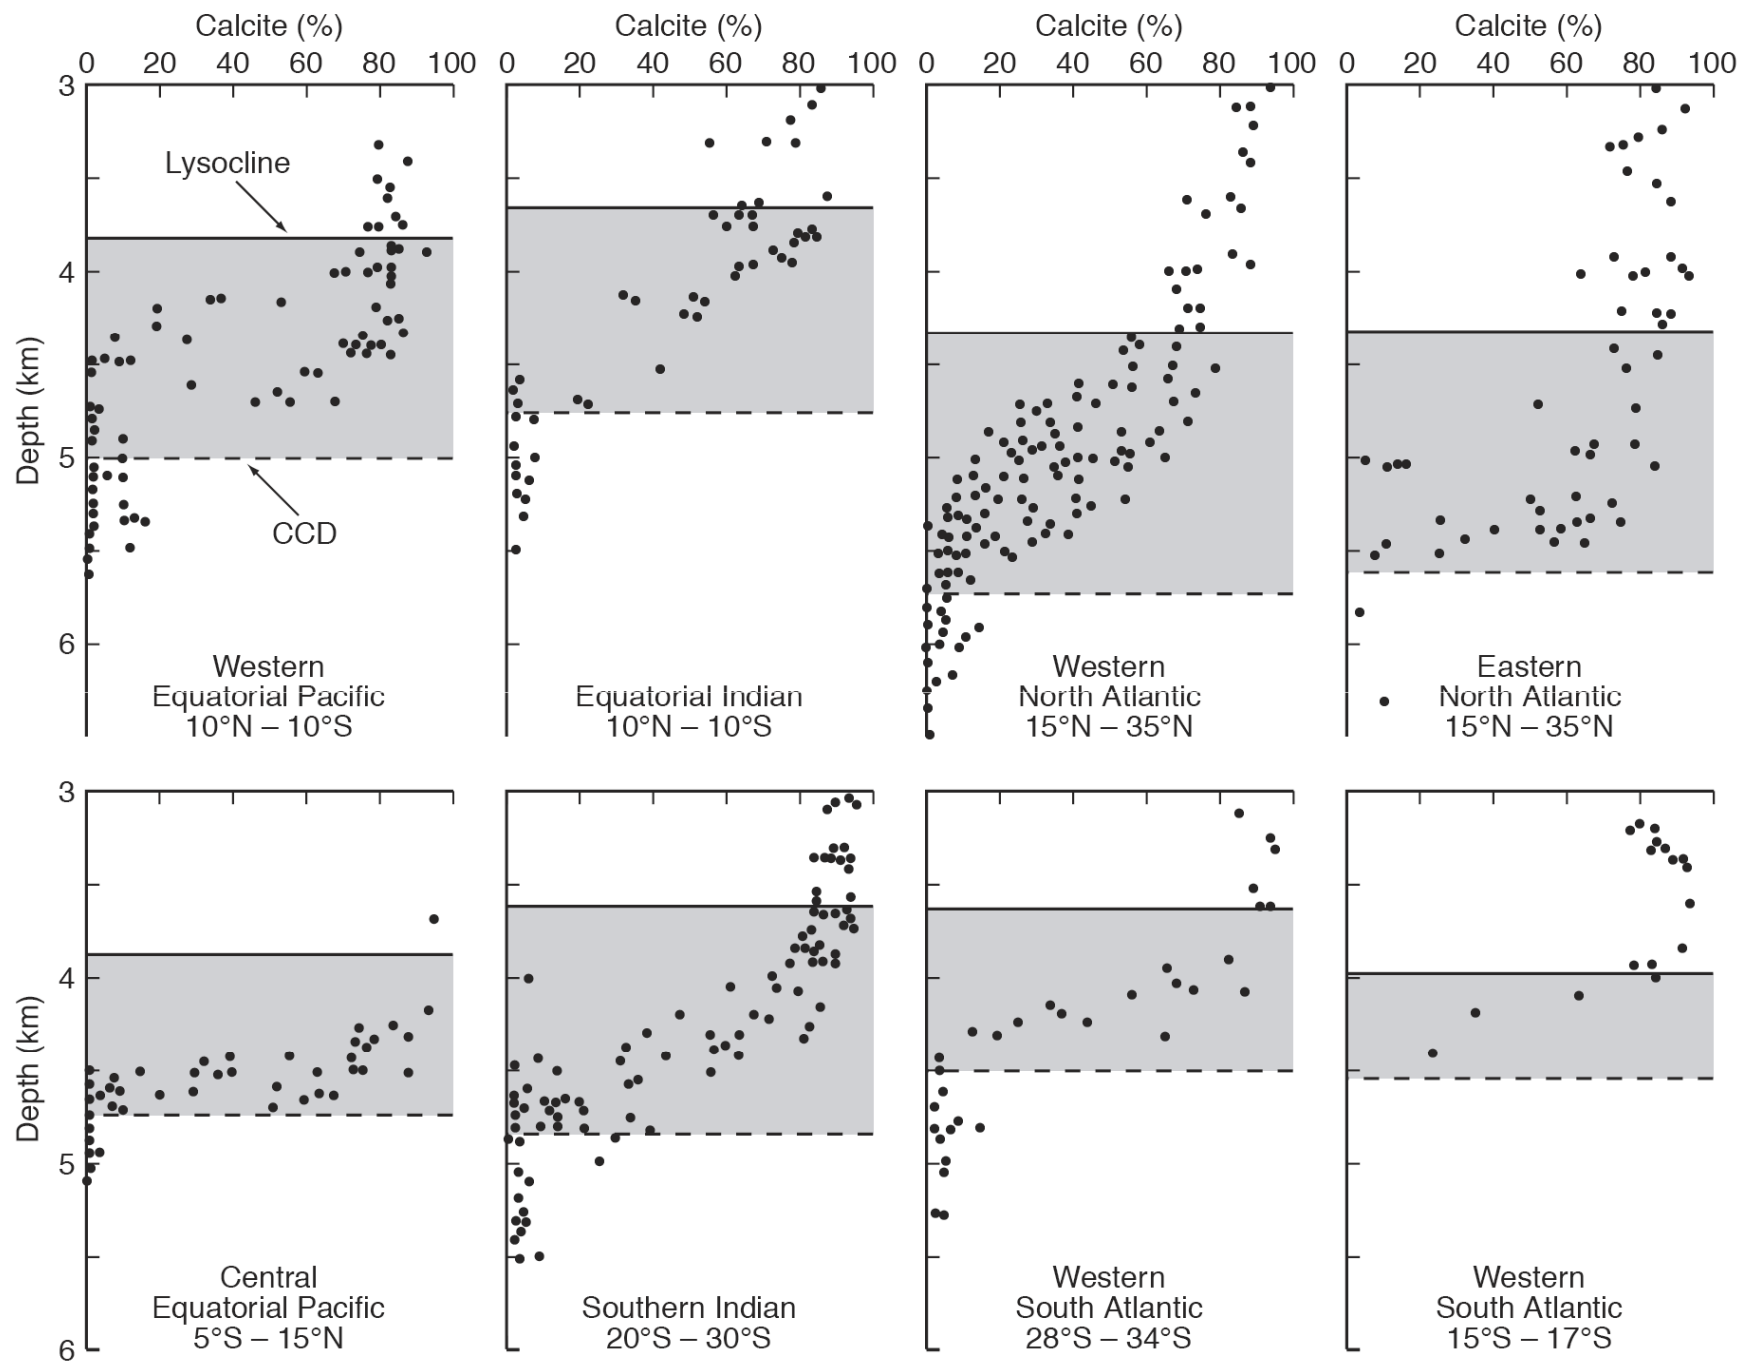 Calcite (%) Calcite (%) Calcite (%) Calcite (%)
0 20 40 60 80 100 0 20 40 60 80 100 0 20 40 60 80 100 0 20 40 60 80 100
3
Lysocline
4
Depth (km)
5
CCD
6
Western
Equatorial Pacific
10°N – 10°S
Equatorial Indian
10°N – 10°S
Western
North Atlantic
15°N – 35°N
Eastern
North Atlantic
15°N – 35°N
3
4
Depth (km)
5
6
Central
Equatorial Pacific
5°S – 15°N
Southern Indian
20°S – 30°S
Western
South Atlantic
28°S – 34°S
Western
South Atlantic
15°S – 17°S